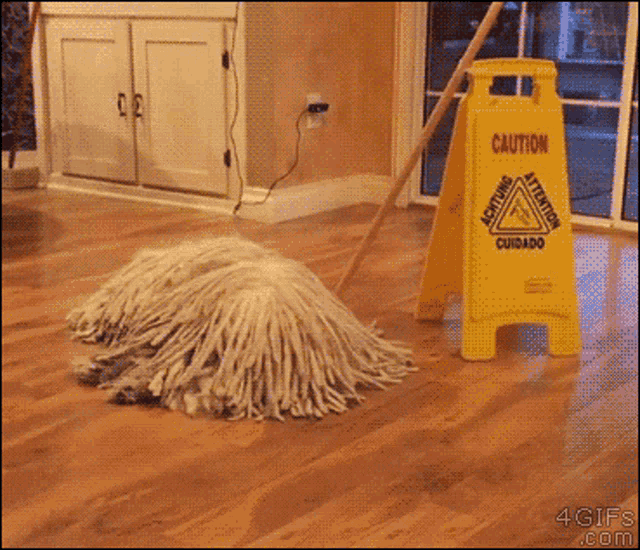 CAUTION
ACHTUNG
ATTENTION
CUIDADO
4GIFs
.com